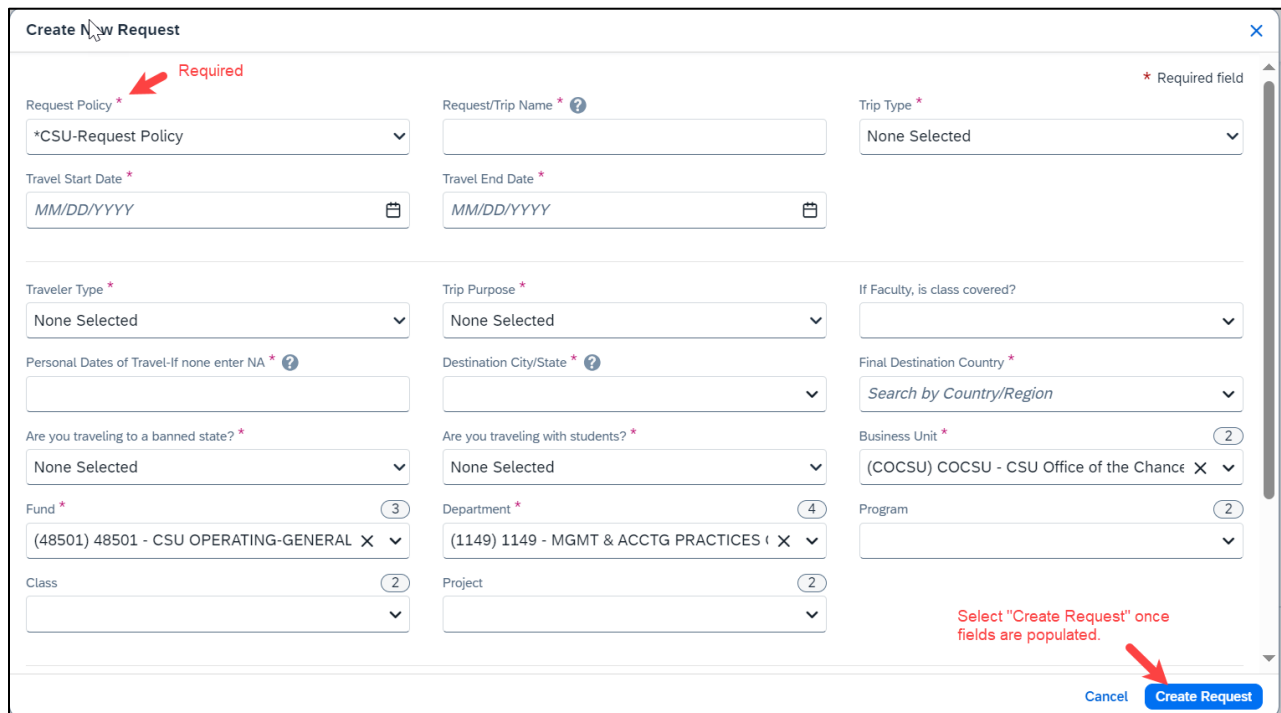 Create New Request
Required
* Required field
Request Policy *
Request/Trip Name * ?
Trip Type *
*CSU-Request Policy
None Selected
Travel Start Date *
Travel End Date *
MM/DD/YYYY
MM/DD/YYYY
Traveler Type *
Trip Purpose *
If Faculty, is class covered?
None Selected
None Selected
Personal Dates of Travel-If none enter NA * ?
Destination City/State * ?
Final Destination Country *
Search by Country/Region
Are you traveling to a banned state? *
Are you traveling with students? *
Business Unit *
2
None Selected
None Selected
(COCSU) COCSU - CSU Office of the Chance
Fund *
3
Department *
4
Program
2
(48501) 48501 - CSU OPERATING-GENERAL
(1149) 1149 - MGMT & ACCTG PRACTICES (
Class
2
Project
2
Select "Create Request" once
fields are populated.
Cancel
Create Request